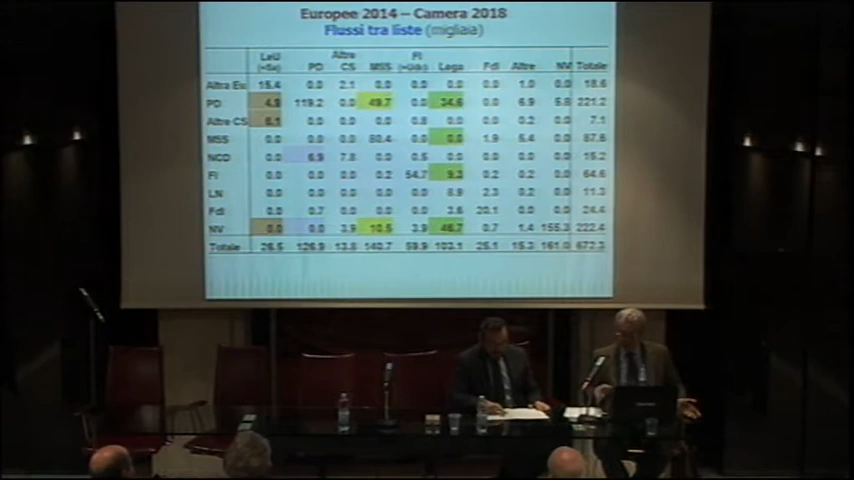 Europee 2014 – Camera 2018
Flussi tra liste (migliaia)
LeU (+Sa) PD Altre CS M5S FI (+Udc) Lega FdI Altre NV Totale
Altra Eu 15.4 0.0 2.1 0.0 0.0 0.0 0.0 1.0 0.0 18.6
PD 4.9 119.2 0.0 49.7 0.0 34.6 0.0 6.9 5.8 221.2
Altre CS 6.1 0.0 0.0 0.0 0.8 0.0 0.0 0.2 0.0 7.1
M5S 0.0 0.0 0.0 80.4 0.0 0.0 1.9 5.4 0.0 87.6
NCD 0.0 6.9 7.8 0.0 0.5 0.0 0.0 0.0 0.0 15.2
FI 0.0 0.0 0.0 0.2 54.7 9.3 0.2 0.2 0.0 64.6
LN 0.0 0.0 0.0 0.0 0.0 8.9 2.3 0.2 0.0 11.3
FdI 0.0 0.7 0.0 0.0 0.0 3.6 20.1 0.0 0.0 24.4
NV 0.0 0.0 3.9 10.5 3.9 46.7 0.7 1.4 155.3 222.4
Totale 26.5 126.9 13.8 140.7 59.9 103.1 25.1 15.3 161.0 672.3